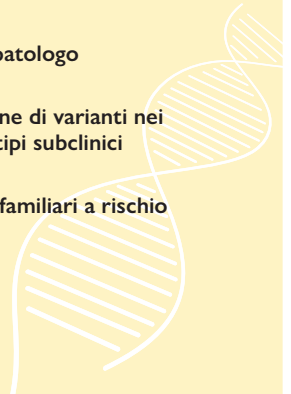 patologo
ne di varianti nei
tipi subclinici
familiari a rischio